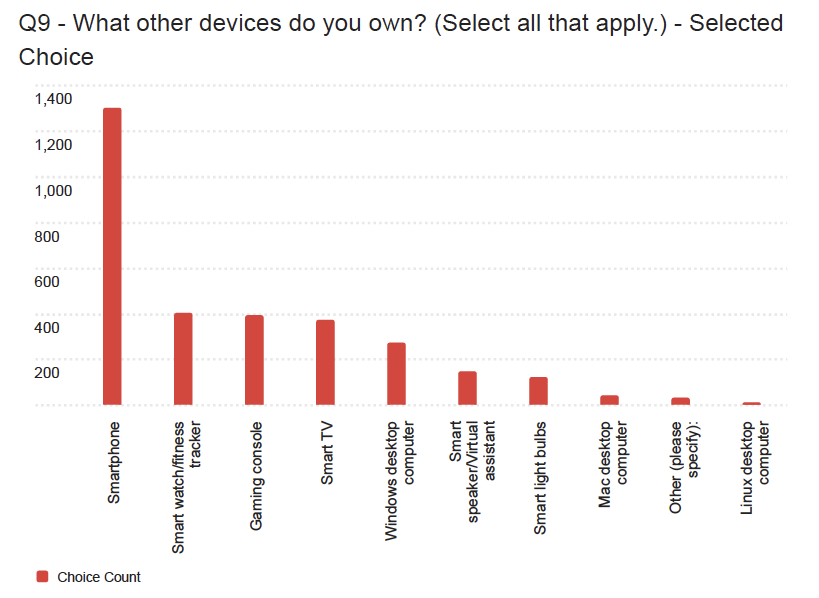 Q9 - What other devices do you own? (Select all that apply.) - Selected
Choice
1,400
1,200
1,000
800
600
400
200
Smartphone
Smart watch/fitness
tracker
Gaming console
Smart TV
Windows desktop
computer
Smart
speaker/Virtual
assistant
Smart light bulbs
Mac desktop
computer
Other (please
specify):
Linux desktop
computer
Choice Count